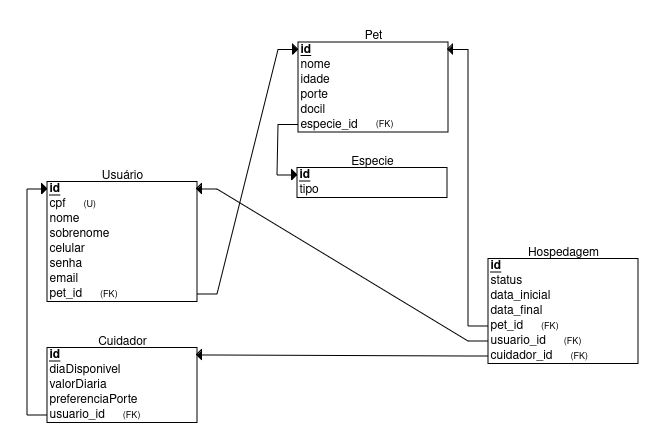 Pet
id
nome
idade
porte
docil
especie_id (FK)
Especie
id
tipo
Usuário
id
cpf (U)
nome
sobrenome
celular
senha
email
pet_id (FK)
Hospedagem
id
status
data_inicial
data_final
pet_id (FK)
usuario_id (FK)
cuidador_id (FK)
Cuidador
id
diaDisponivel
valorDiaria
preferenciaPorte
usuario_id (FK)